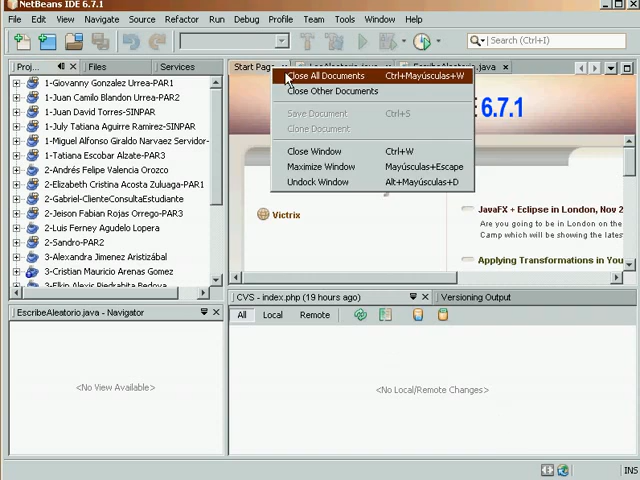 NetBeans IDE 6.7.1
File Edit View Navigate Source Refactor Run Debug Profile Team Tools Window Help
Search (Ctrl+I)
Proj... Files Services
Start Page EscribeAleatorio.java
1-Giovanny Gonzalez Urrea-PAR1
1-Juan Camilo Blandon Urrea-PAR2
1-Juan David Torres-SINPAR
1-July Tatiana Aguirre Ramirez-SINPAR
1-Miguel Alfonso Giraldo Narvaez Servidor-
1-Tatiana Escobar Alzate-PAR3
2-Andrés Felipe Valencia Orozco
2-Elizabeth Cristina Acosta Zuluaga-PAR1
2-Gabriel-ClienteConsultaEstudiante
2-Jeison Fabian Rojas Orrego-PAR3
2-Luis Ferney Agudelo Lopera
2-Sandro-PAR2
3-Alexandra Jimenez Aristizábal
3-Cristian Mauricio Arenas Gomez
3-Elkin Alexis Piedrahita Bedoya
Close All Documents Ctrl+Mayúsculas+W
Close Other Documents
Save Document Ctrl+S
Clone Document
Close Window Ctrl+W
Maximize Window Mayúsculas+Escape
Undock Window Alt+Mayúsculas+D
6.7.1
Victrix
JavaFX + Eclipse in London, Nov 2
Are you going to be in London on the
Camp which will be showing the latest
Applying Transformations in You
EscribeAleatorio.java - Navigator
<No View Available>
CVS - index.php (19 hours ago) Versioning Output
All Local Remote
<No Local/Remote Changes>
INS